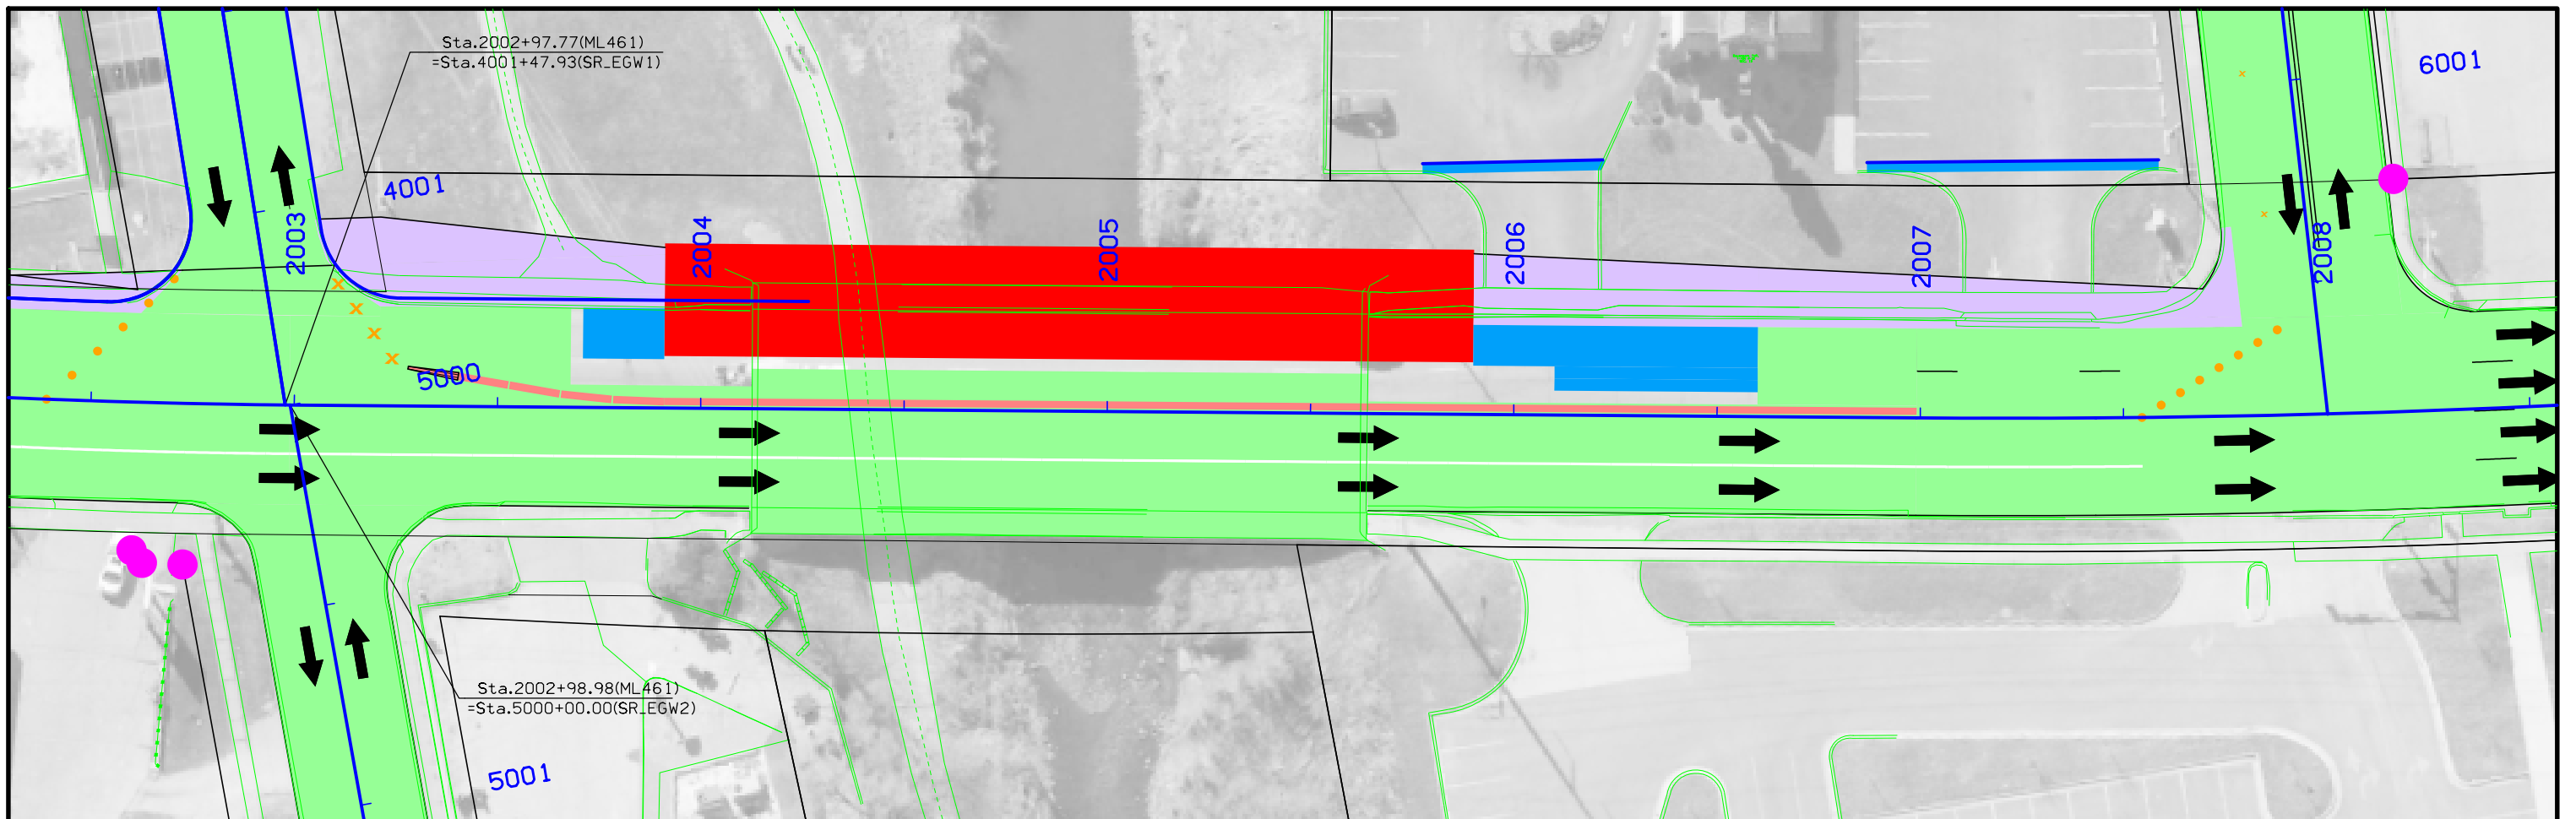 Sta.2002+97.77(ML461)
=Sta.4001+47.93(SR_EGW1)
6001
4001
2003
2004
2005
2006
2007
2008
5000
Sta.2002+98.98(ML461)
=Sta.5000+00.00(SR_EGW2)
5001